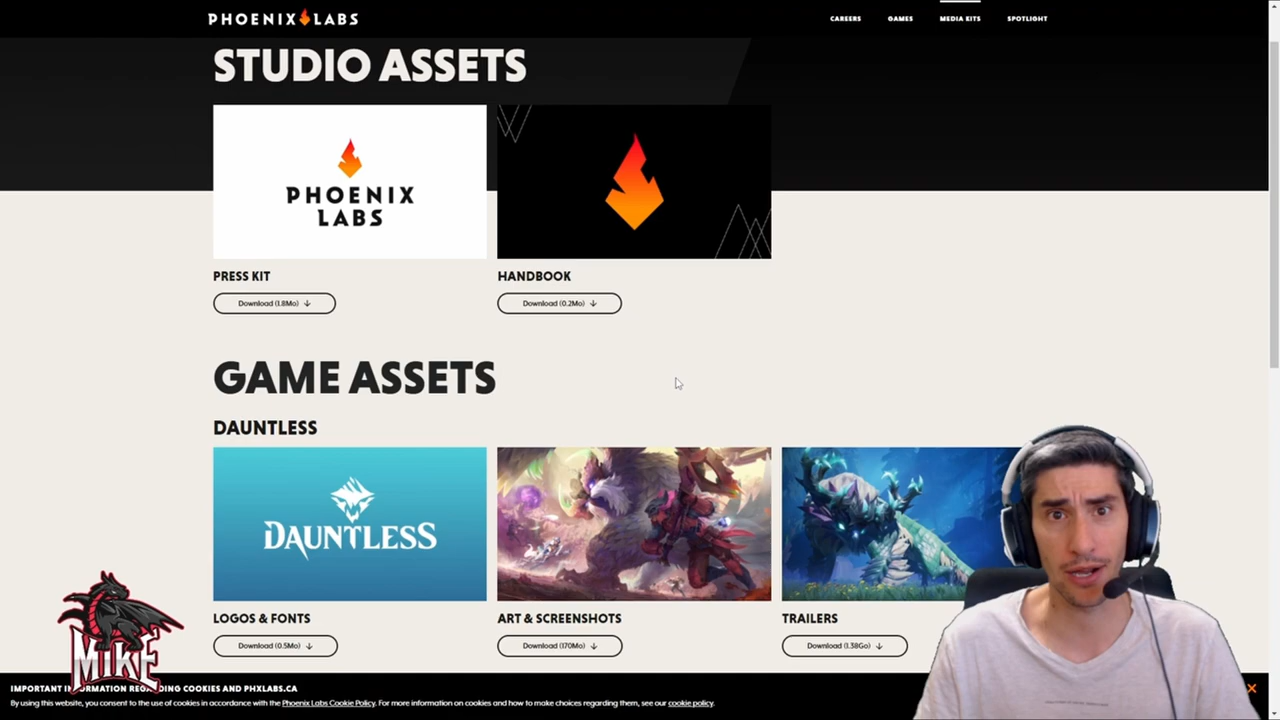 PHOENIX LABS
CAREERS
GAMES
MEDIA KITS
SPOTLIGHT
STUDIO ASSETS
PHOENIX
LABS
PRESS KIT
HANDBOOK
Download (1.8Mo)
Download (0.2Mo)
GAME ASSETS
DAUNTLESS
DAUNTLESS
LOGOS & FONTS
ART & SCREENSHOTS
TRAILERS
Download (0.5Mo)
Download (170Mo)
Download (1.38Go)
MIKE
IMPORTANT INFORMATION REGARDING COOKIES AND PHXLABS.CA
By using this website, you consent to the use of cookies in accordance with the Phoenix Labs Cookie Policy. For more information on cookies and how to make choices regarding them, see our cookie policy.